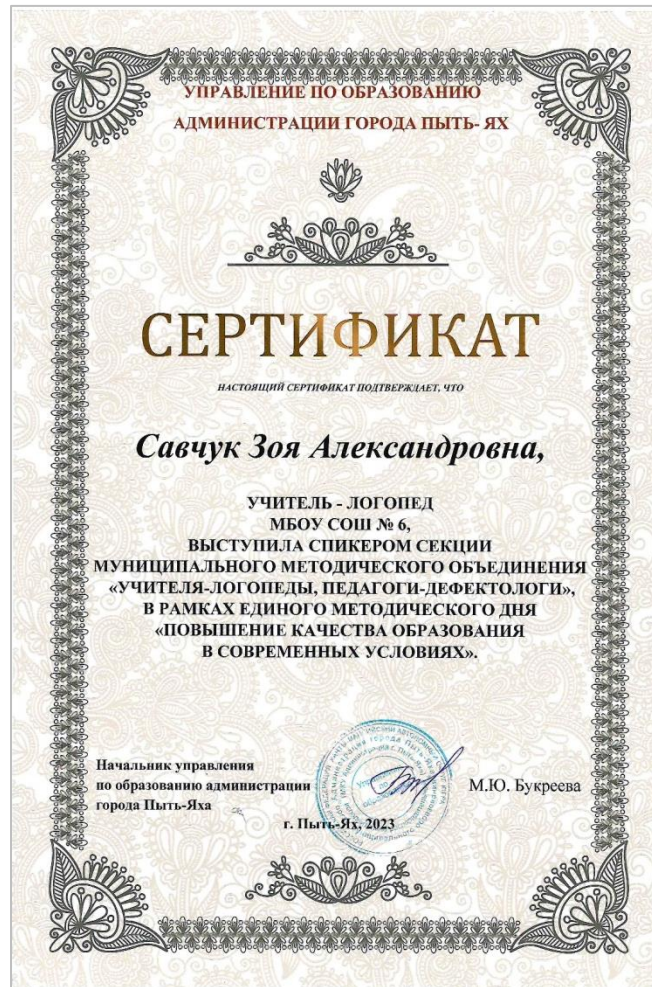 УПРАВЛЕНИЕ ПО ОБРАЗОВАНИЮ
АДМИНИСТРАЦИИ ГОРОДА ПЫТЬ- ЯХ
СЕРТИФИКАТ
НАСТОЯЩИЙ СЕРТИФИКАТ ПОДТВЕРЖДАЕТ, ЧТО
Савчук Зоя Александровна,
УЧИТЕЛЬ - ЛОГОПЕД
МБОУ СОШ № 6,
ВЫСТУПИЛА СПИКЕРОМ СЕКЦИИ
МУНИЦИПАЛЬНОГО МЕТОДИЧЕСКОГО ОБЪЕДИНЕНИЯ
«УЧИТЕЛЯ-ЛОГОПЕДЫ, ПЕДАГОГИ-ДЕФЕКТОЛОГИ»,
В РАМКАХ ЕДИНОГО МЕТОДИЧЕСКОГО ДНЯ
«ПОВЫШЕНИЕ КАЧЕСТВА ОБРАЗОВАНИЯ
В СОВРЕМЕННЫХ УСЛОВИЯХ».
Начальник управления
по образованию администрации
города Пыть-Яха
М.Ю. Букреева
г. Пыть-Ях, 2023